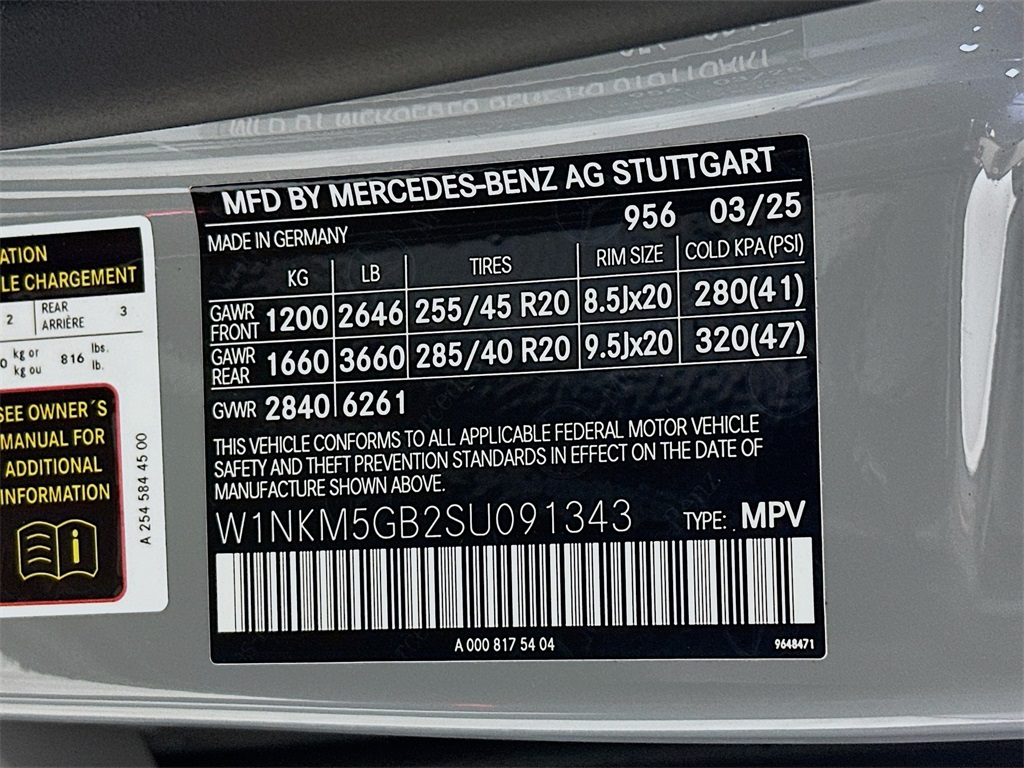 MFD BY MERCEDES-BENZ AG STUTTGART
956 03/25
MADE IN GERMANY
KG LB TIRES RIM SIZE COLD KPA (PSI)
GAWR FRONT 1200 2646 255/45 R20 8.5Jx20 280(41)
GAWR REAR 1660 3660 285/40 R20 9.5Jx20 320(47)
GVWR 2840 6261
THIS VEHICLE CONFORMS TO ALL APPLICABLE FEDERAL MOTOR VEHICLE
SAFETY AND THEFT PREVENTION STANDARDS IN EFFECT ON THE DATE OF
MANUFACTURE SHOWN ABOVE.
W1NKM5GB2SU091343 TYPE: . MPV
A 000 817 54 04
9648471
CHARGEMENT
2 REAR 3
ARRIÈRE
kg or 816 lbs.
kg ou lb.
SEE OWNER´S
MANUAL FOR
ADDITIONAL
INFORMATION
A 254 584 45 00